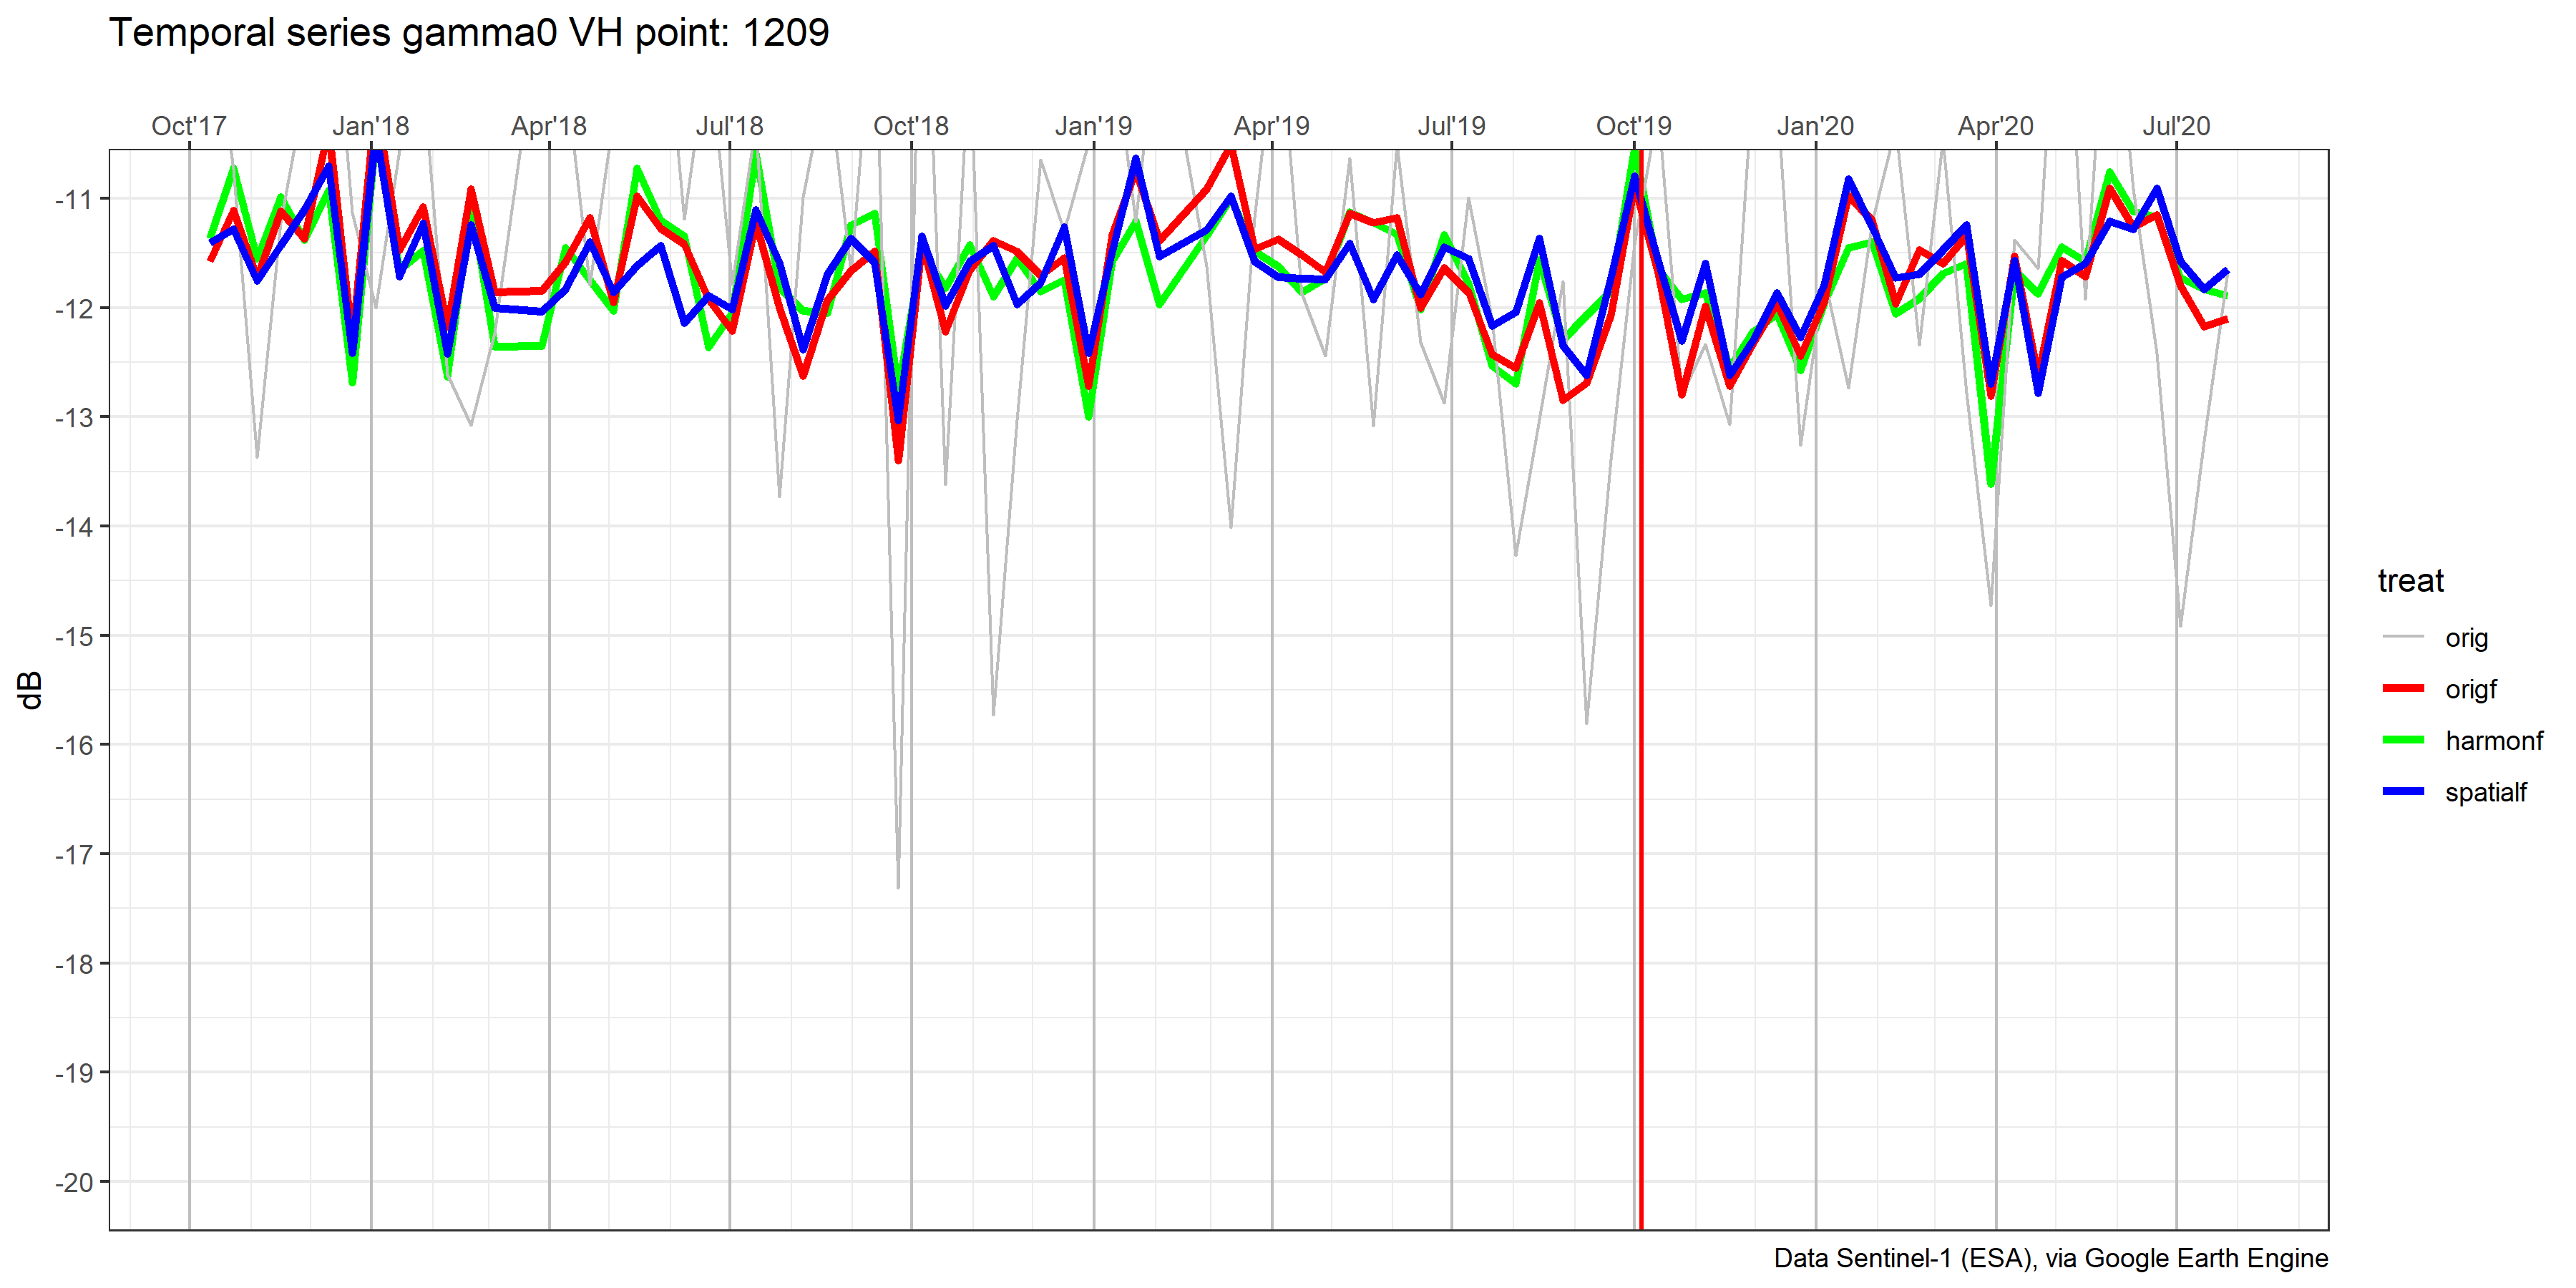 Temporal series gamma0 VH point: 1209
Oct'17 Jan'18 Apr'18 Jul'18 Oct'18 Jan'19 Apr'19 Jul'19 Oct'19 Jan'20 Apr'20 Jul'20
-11
-12
-13
-14
-15
-16
-17
-18
-19
-20
dB
treat
orig
origf
harmonf
spatialf
Data Sentinel-1 (ESA), via Google Earth Engine